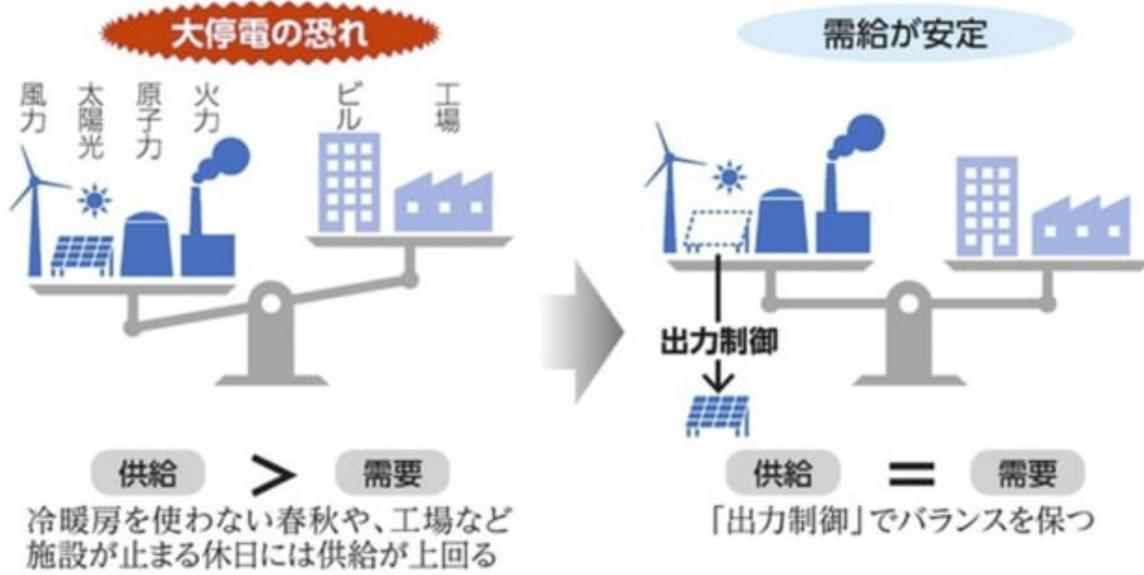 大停電の恐れ
風力
太陽光
原子力
火力
ビル
工場
供給 > 需要
冷暖房を使わない春秋や、工場など
施設が止まる休日には供給が上回る
需給が安定
出力制御
供給 = 需要
「出力制御」でバランスを保つ